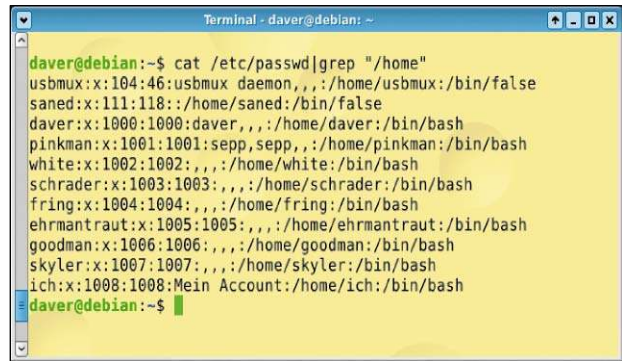 Terminal - daver@debian: ~
daver@debian:~$ cat /etc/passwd|grep "/home"
usbmux:x:104:46:usbmux daemon,,,:/home/usbmux:/bin/false
saned:x:111:118::/home/saned:/bin/false
daver:x:1000:1000:daver,,,:/home/daver:/bin/bash
pinkman:x:1001:1001:sepp,sepp,,:/home/pinkman:/bin/bash
white:x:1002:1002:,,,:/home/white:/bin/bash
schrader:x:1003:1003:,,,:/home/schrader:/bin/bash
fring:x:1004:1004:,,,:/home/fring:/bin/bash
ehrmantraut:x:1005:1005:,,,:/home/ehrmantraut:/bin/bash
goodman:x:1006:1006:,,,:/home/goodman:/bin/bash
skyler:x:1007:1007:,,,:/home/skyler:/bin/bash
ich:x:1008:1008:Mein Account:/home/ich:/bin/bash
daver@debian:~$